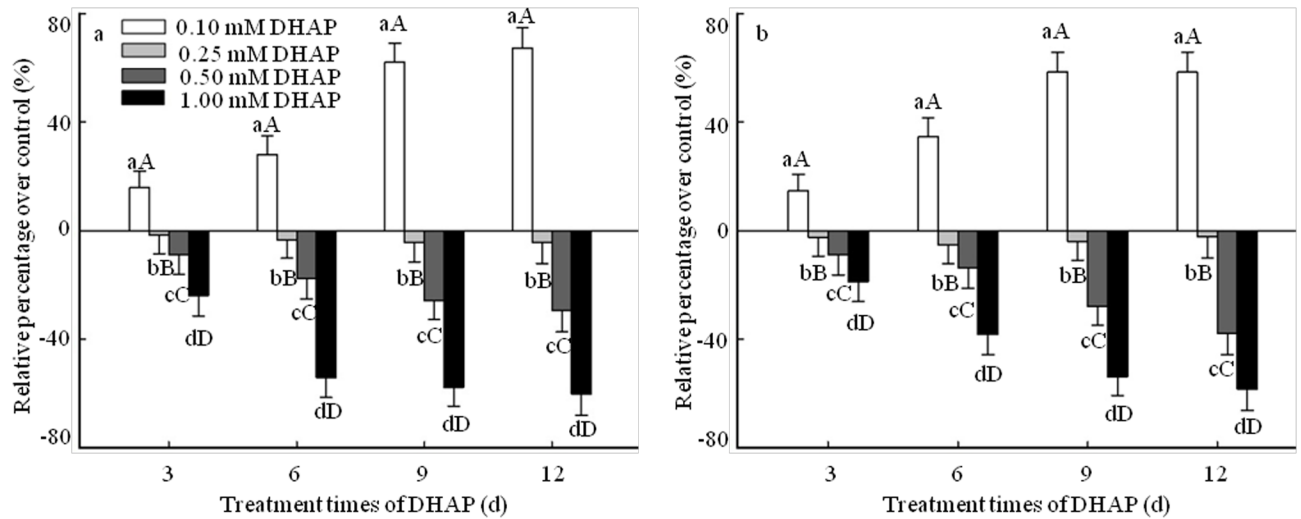 a
0.10 mM DHAP
0.25 mM DHAP
0.50 mM DHAP
1.00 mM DHAP
Relative percentage over control (%)
80
40
0
-40
-80
aA
bB
cC
dD
aA
bB
cC
dD
aA
bB
cC
dD
aA
bB
cC
dD
3
6
9
12
Treatment times of DHAP (d)
b
Relative percentage over control (%)
80
40
0
-40
-80
aA
bB
cC
dD
aA
bB
cC
dD
aA
bB
cC
dD
aA
bB
cC
dD
3
6
9
12
Treatment times of DHAP (d)